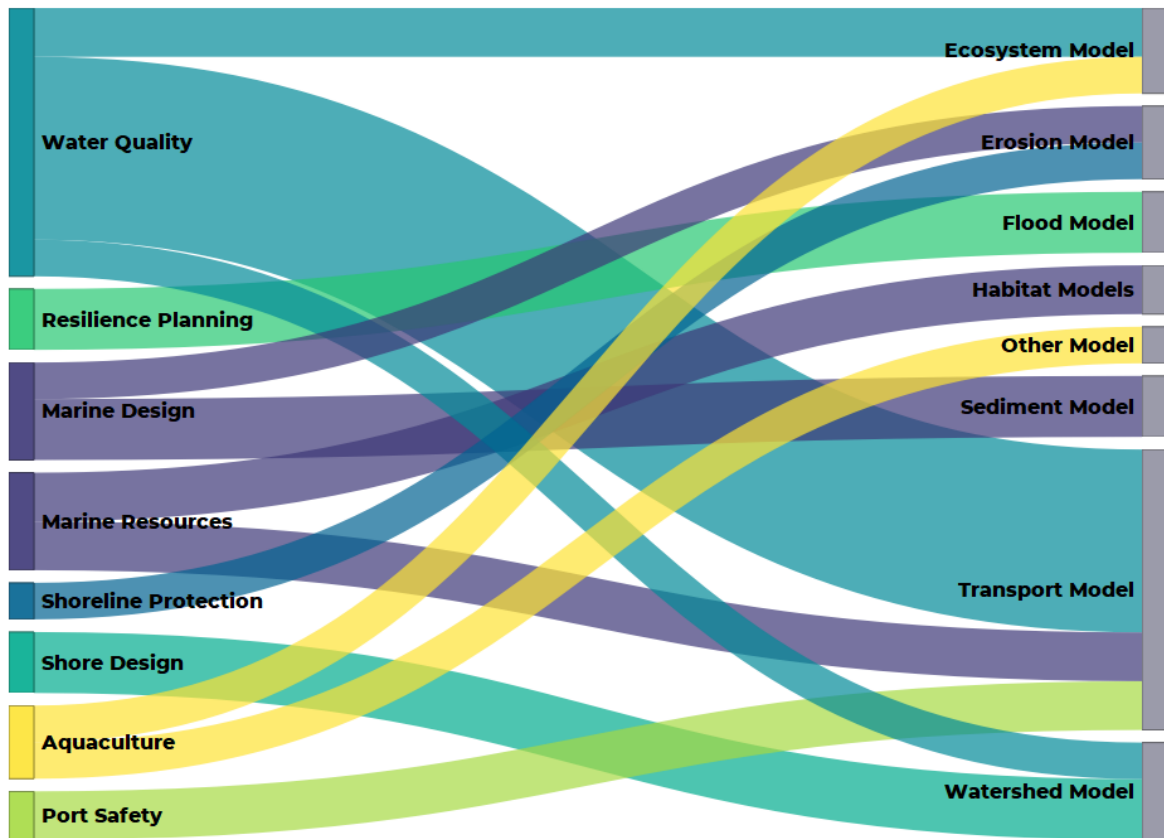 Water Quality
Resilience Planning
Marine Design
Marine Resources
Shoreline Protection
Shore Design
Aquaculture
Port Safety
Ecosystem Model
Erosion Model
Flood Model
Habitat Models
Other Model
Sediment Model
Transport Model
Watershed Model